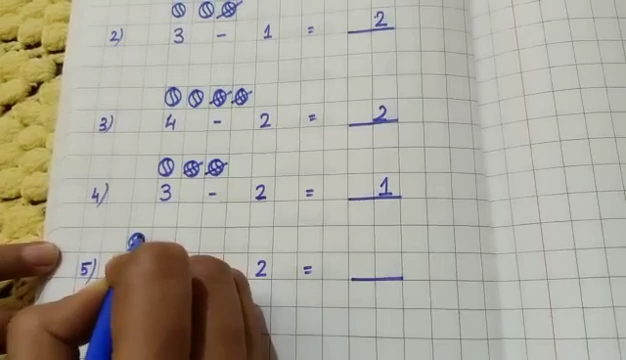 2) 3 - 1 = 2
3) 4 - 2 = 2
4) 3 - 2 = 1
5) 2 =